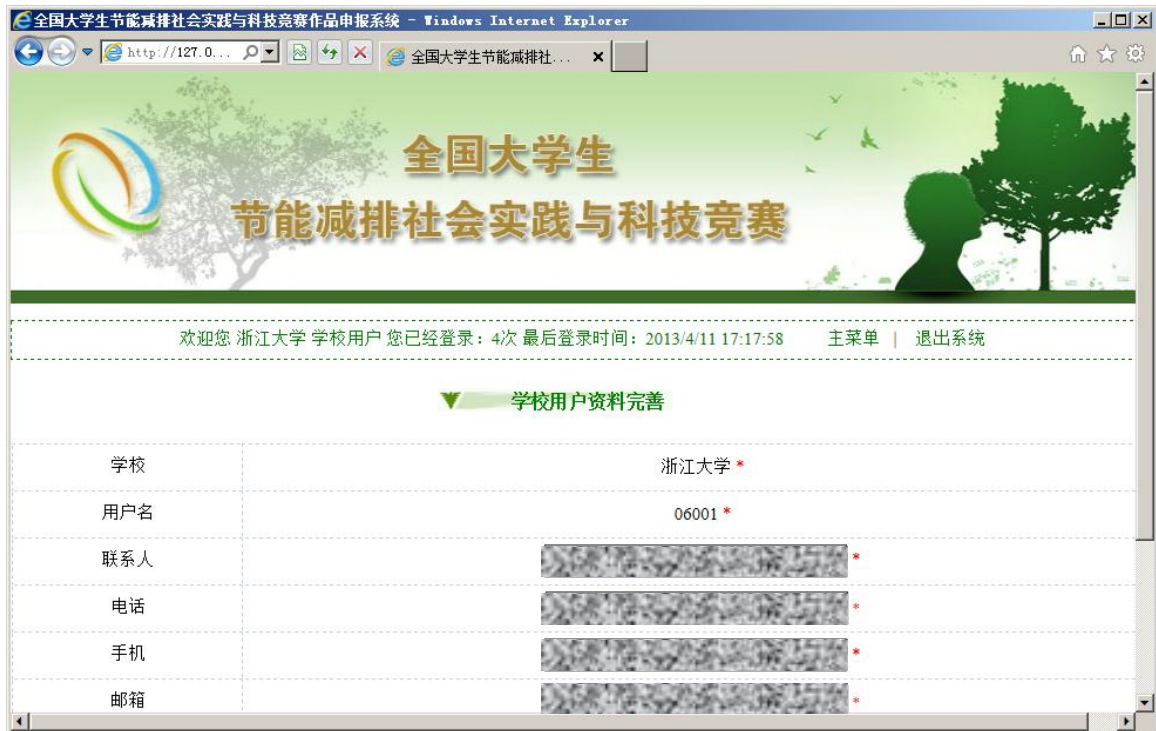 全国大学生节能减排社会实践与科技竞赛作品申报系统 - Windows Internet Explorer
http://127.0...
全国大学生节能减排社...
全国大学生
节能减排社会实践与科技竞赛
欢迎您 浙江大学 学校用户 您已经登录：4次 最后登录时间：2013/4/11 17:17:58 主菜单 | 退出系统
学校用户资料完善
学校 浙江大学 *
用户名 06001 *
联系人 *
电话 *
手机 *
邮箱 *